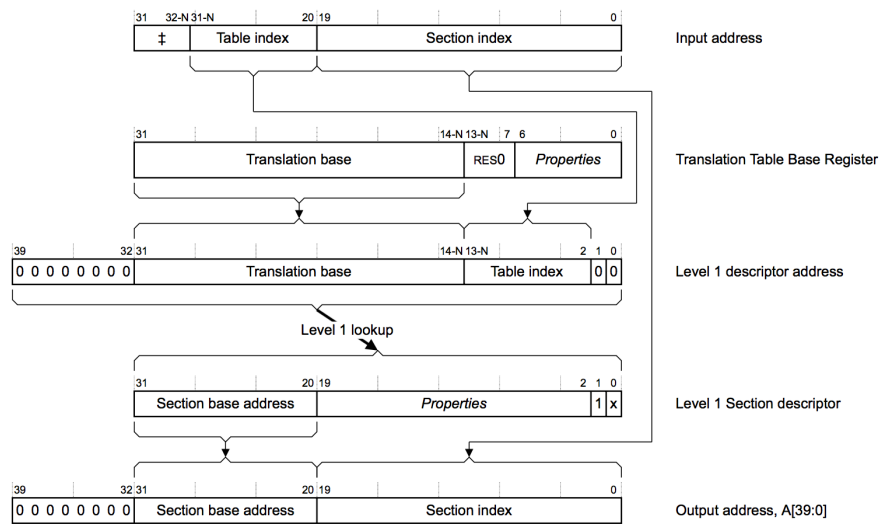 31 32-N 31-N 20 19 0
‡ Table index Section index Input address
31 14-N 13-N 7 6 0
Translation base RES0 Properties Translation Table Base Register
39 32 31 14-N 13-N 2 1 0
0 0 0 0 0 0 0 0 Translation base Table index 0 0 Level 1 descriptor address
Level 1 lookup
31 20 19 2 1 0
Section base address Properties 1 x Level 1 Section descriptor
39 32 31 20 19 0
0 0 0 0 0 0 0 0 Section base address Section index Output address, A[39:0]